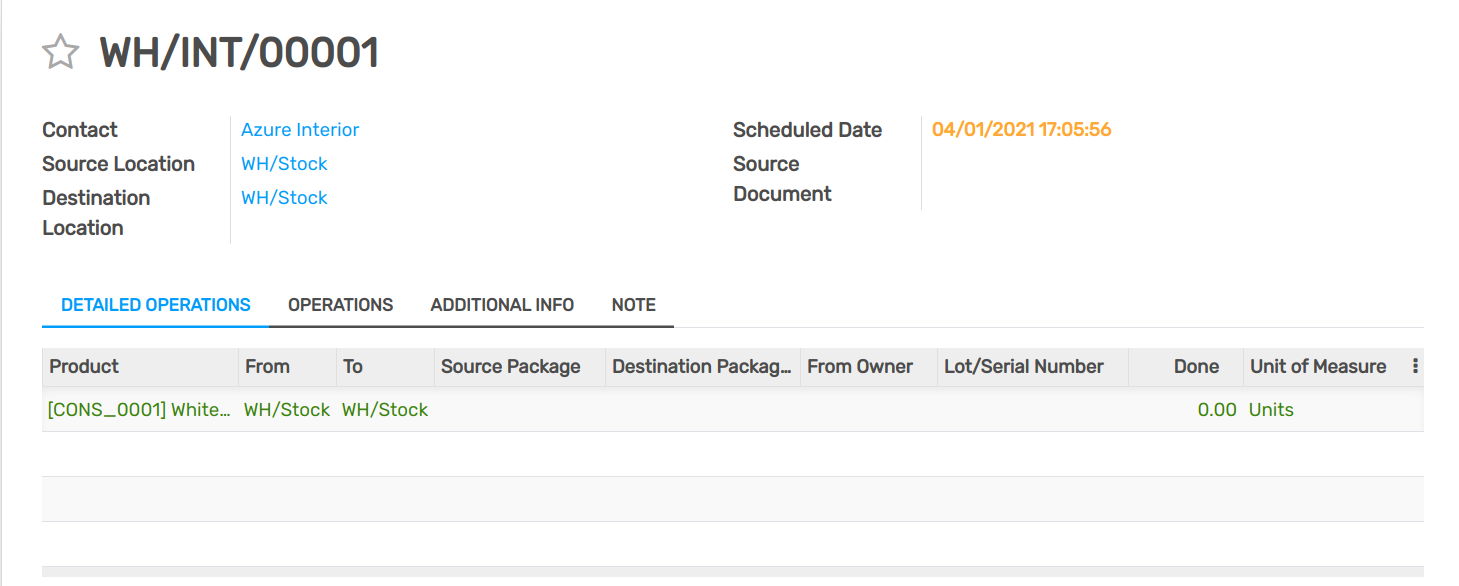 WH/INT/00001
Contact Azure Interior Scheduled Date 04/01/2021 17:05:56
Source Location WH/Stock Source
Document
Destination WH/Stock
Location
DETAILED OPERATIONS OPERATIONS ADDITIONAL INFO NOTE
Product From To Source Package Destination Packag... From Owner Lot/Serial Number Done Unit of Measure
[CONS_0001] White... WH/Stock WH/Stock 0.00 Units